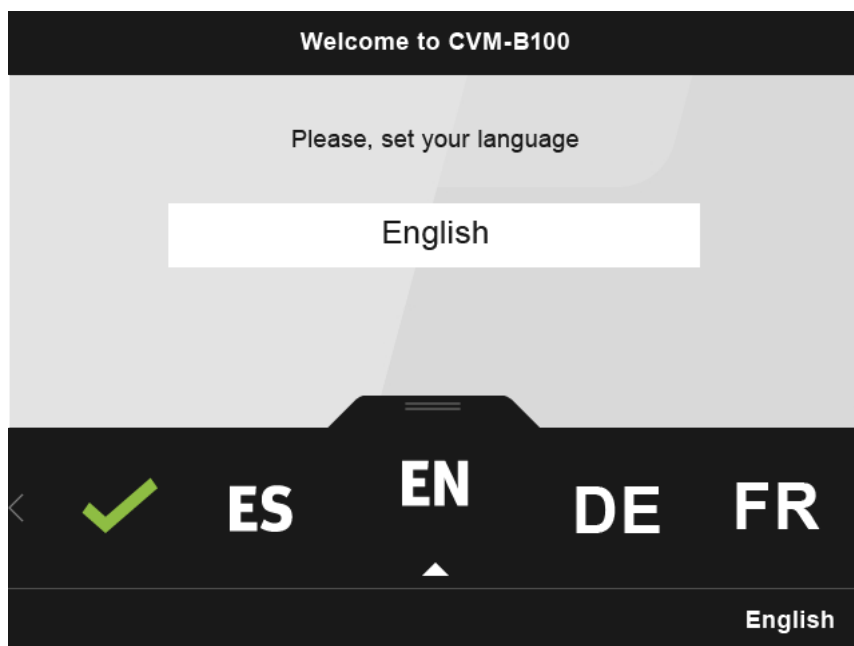 Welcome to CVM-B100
Please, set your language
English
ES EN DE FR
English